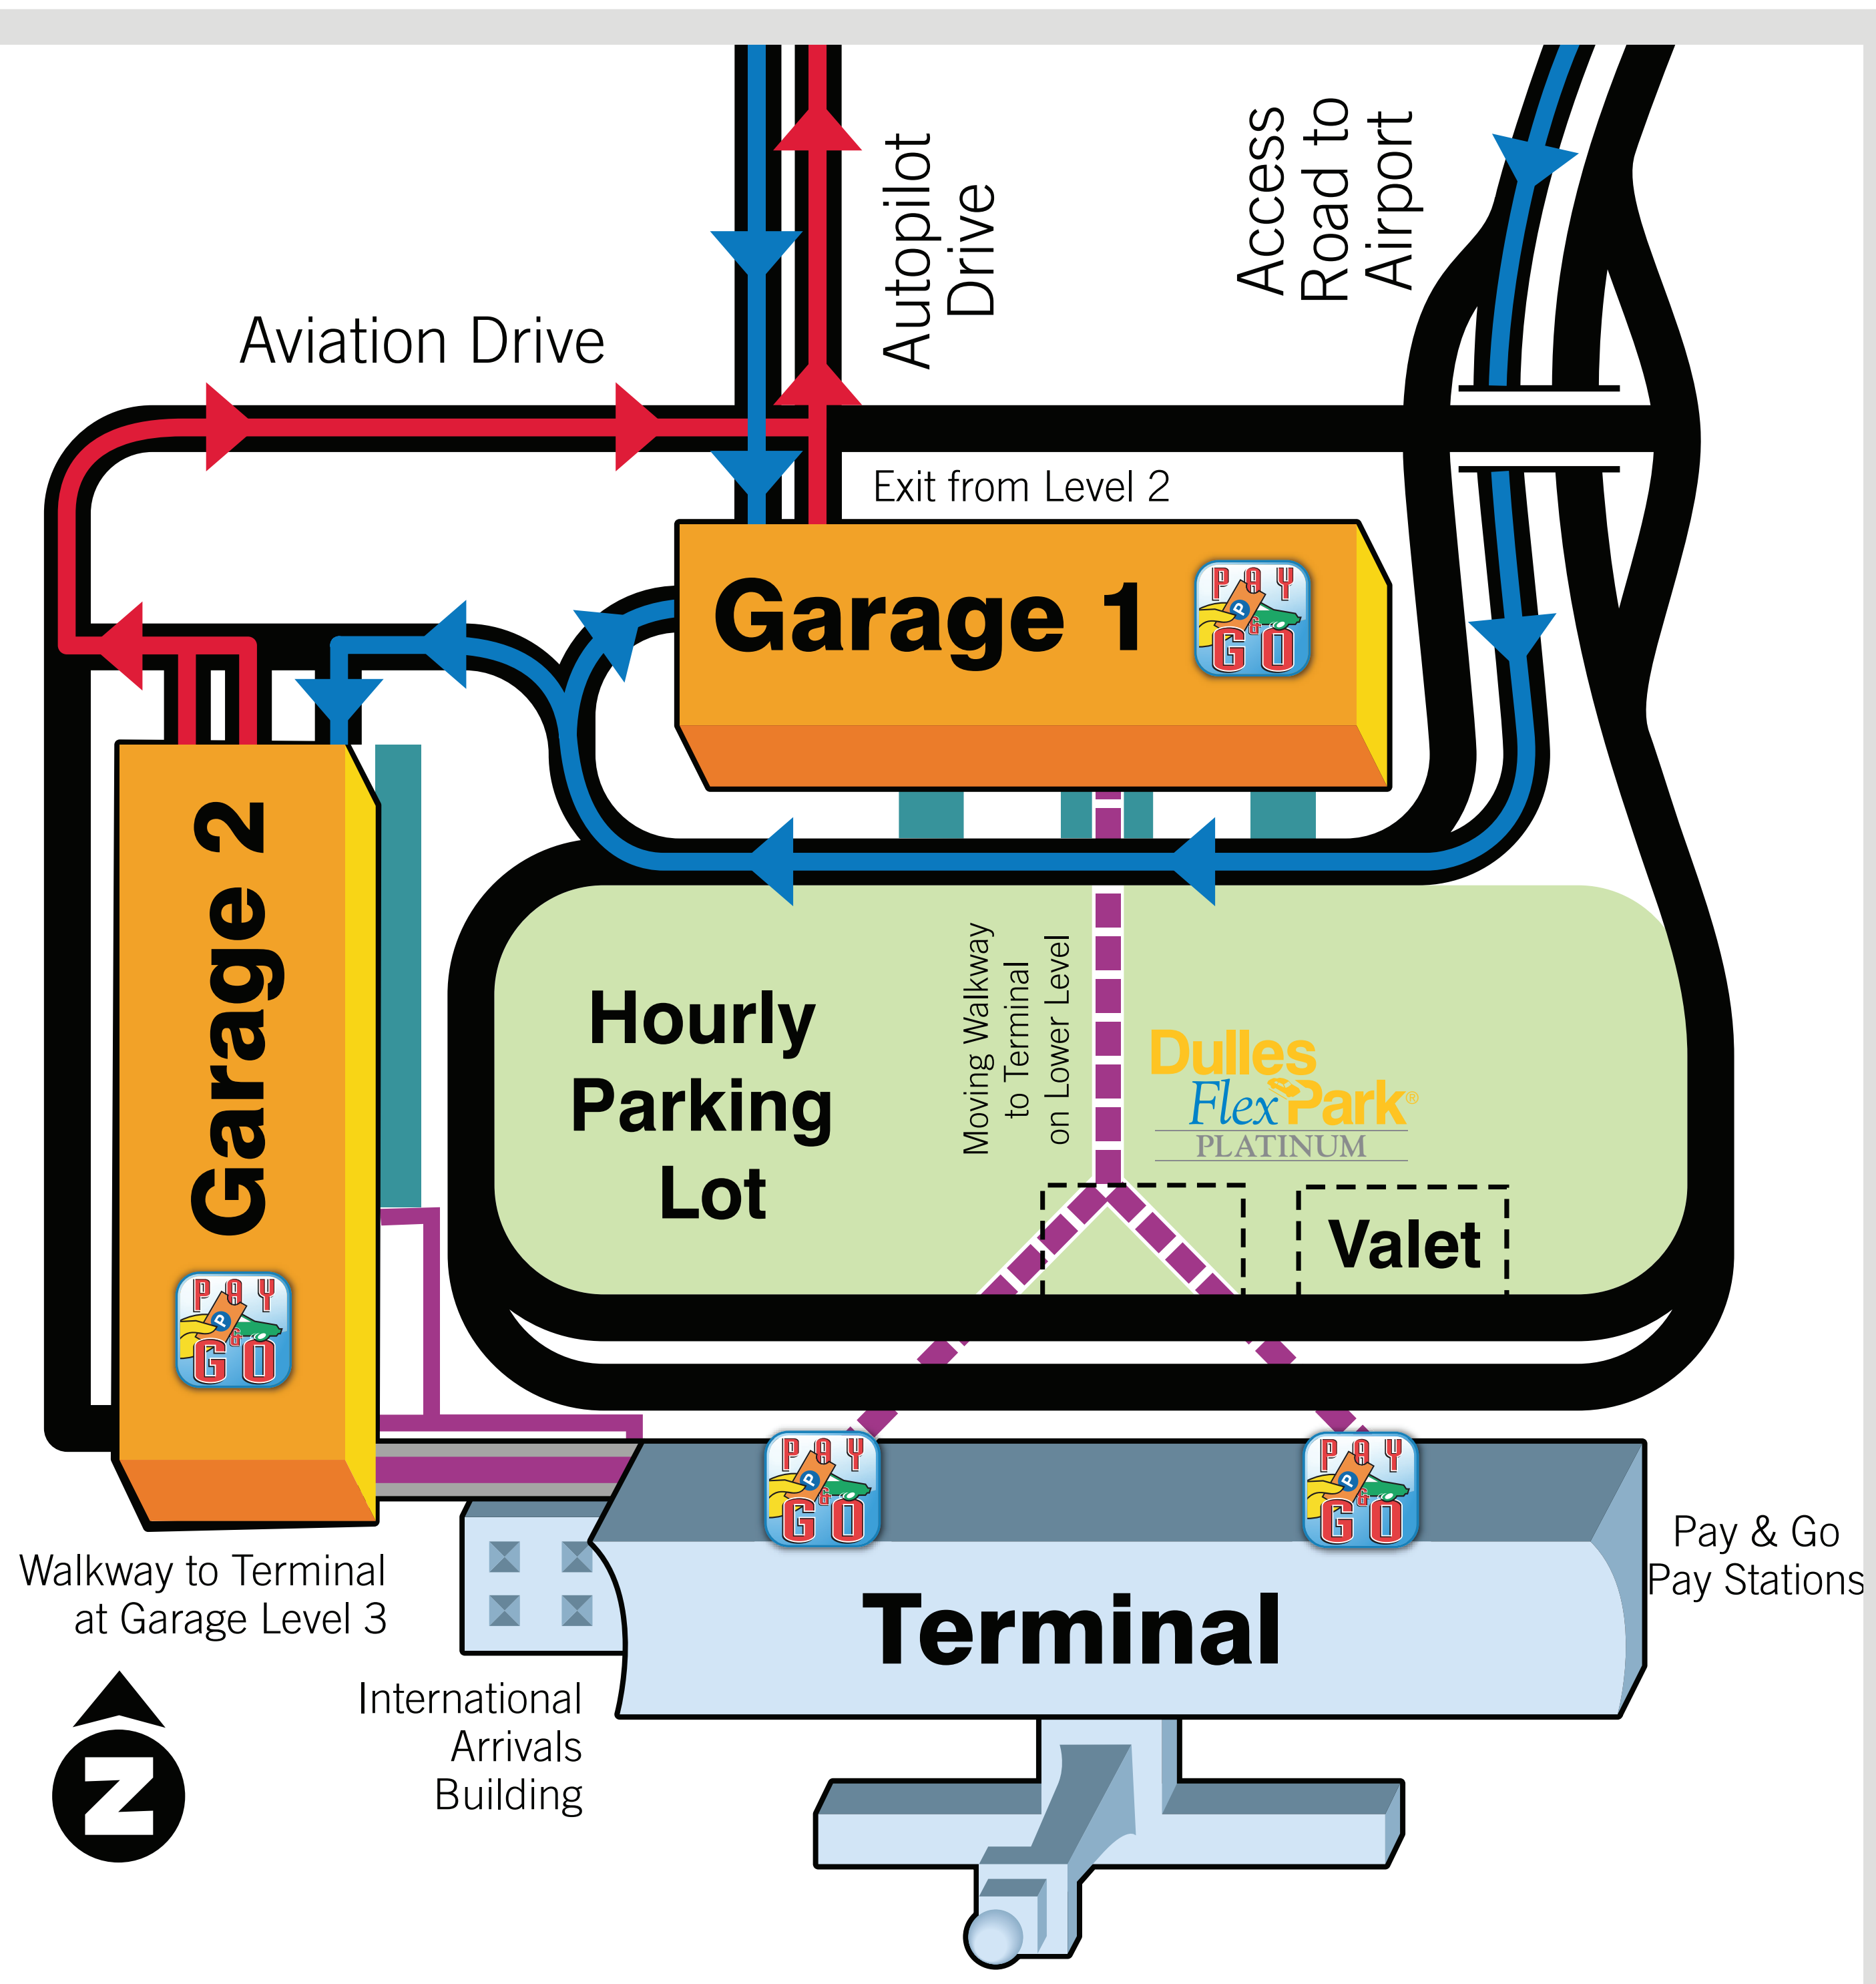 Autopilot
Drive
Access
Road to
Airport
Aviation Drive
Exit from Level 2
Garage 1
PAY
P
&
GO
Garage 2
PAY
P
&
GO
Hourly
Parking
Lot
Moving Walkway
to Terminal
on Lower Level
Dulles
Flex Park®
PLATINUM
Valet
PAY
P
&
GO
PAY
P
&
GO
Pay & Go
Pay Stations
Terminal
Walkway to Terminal
at Garage Level 3
International
Arrivals
Building
N